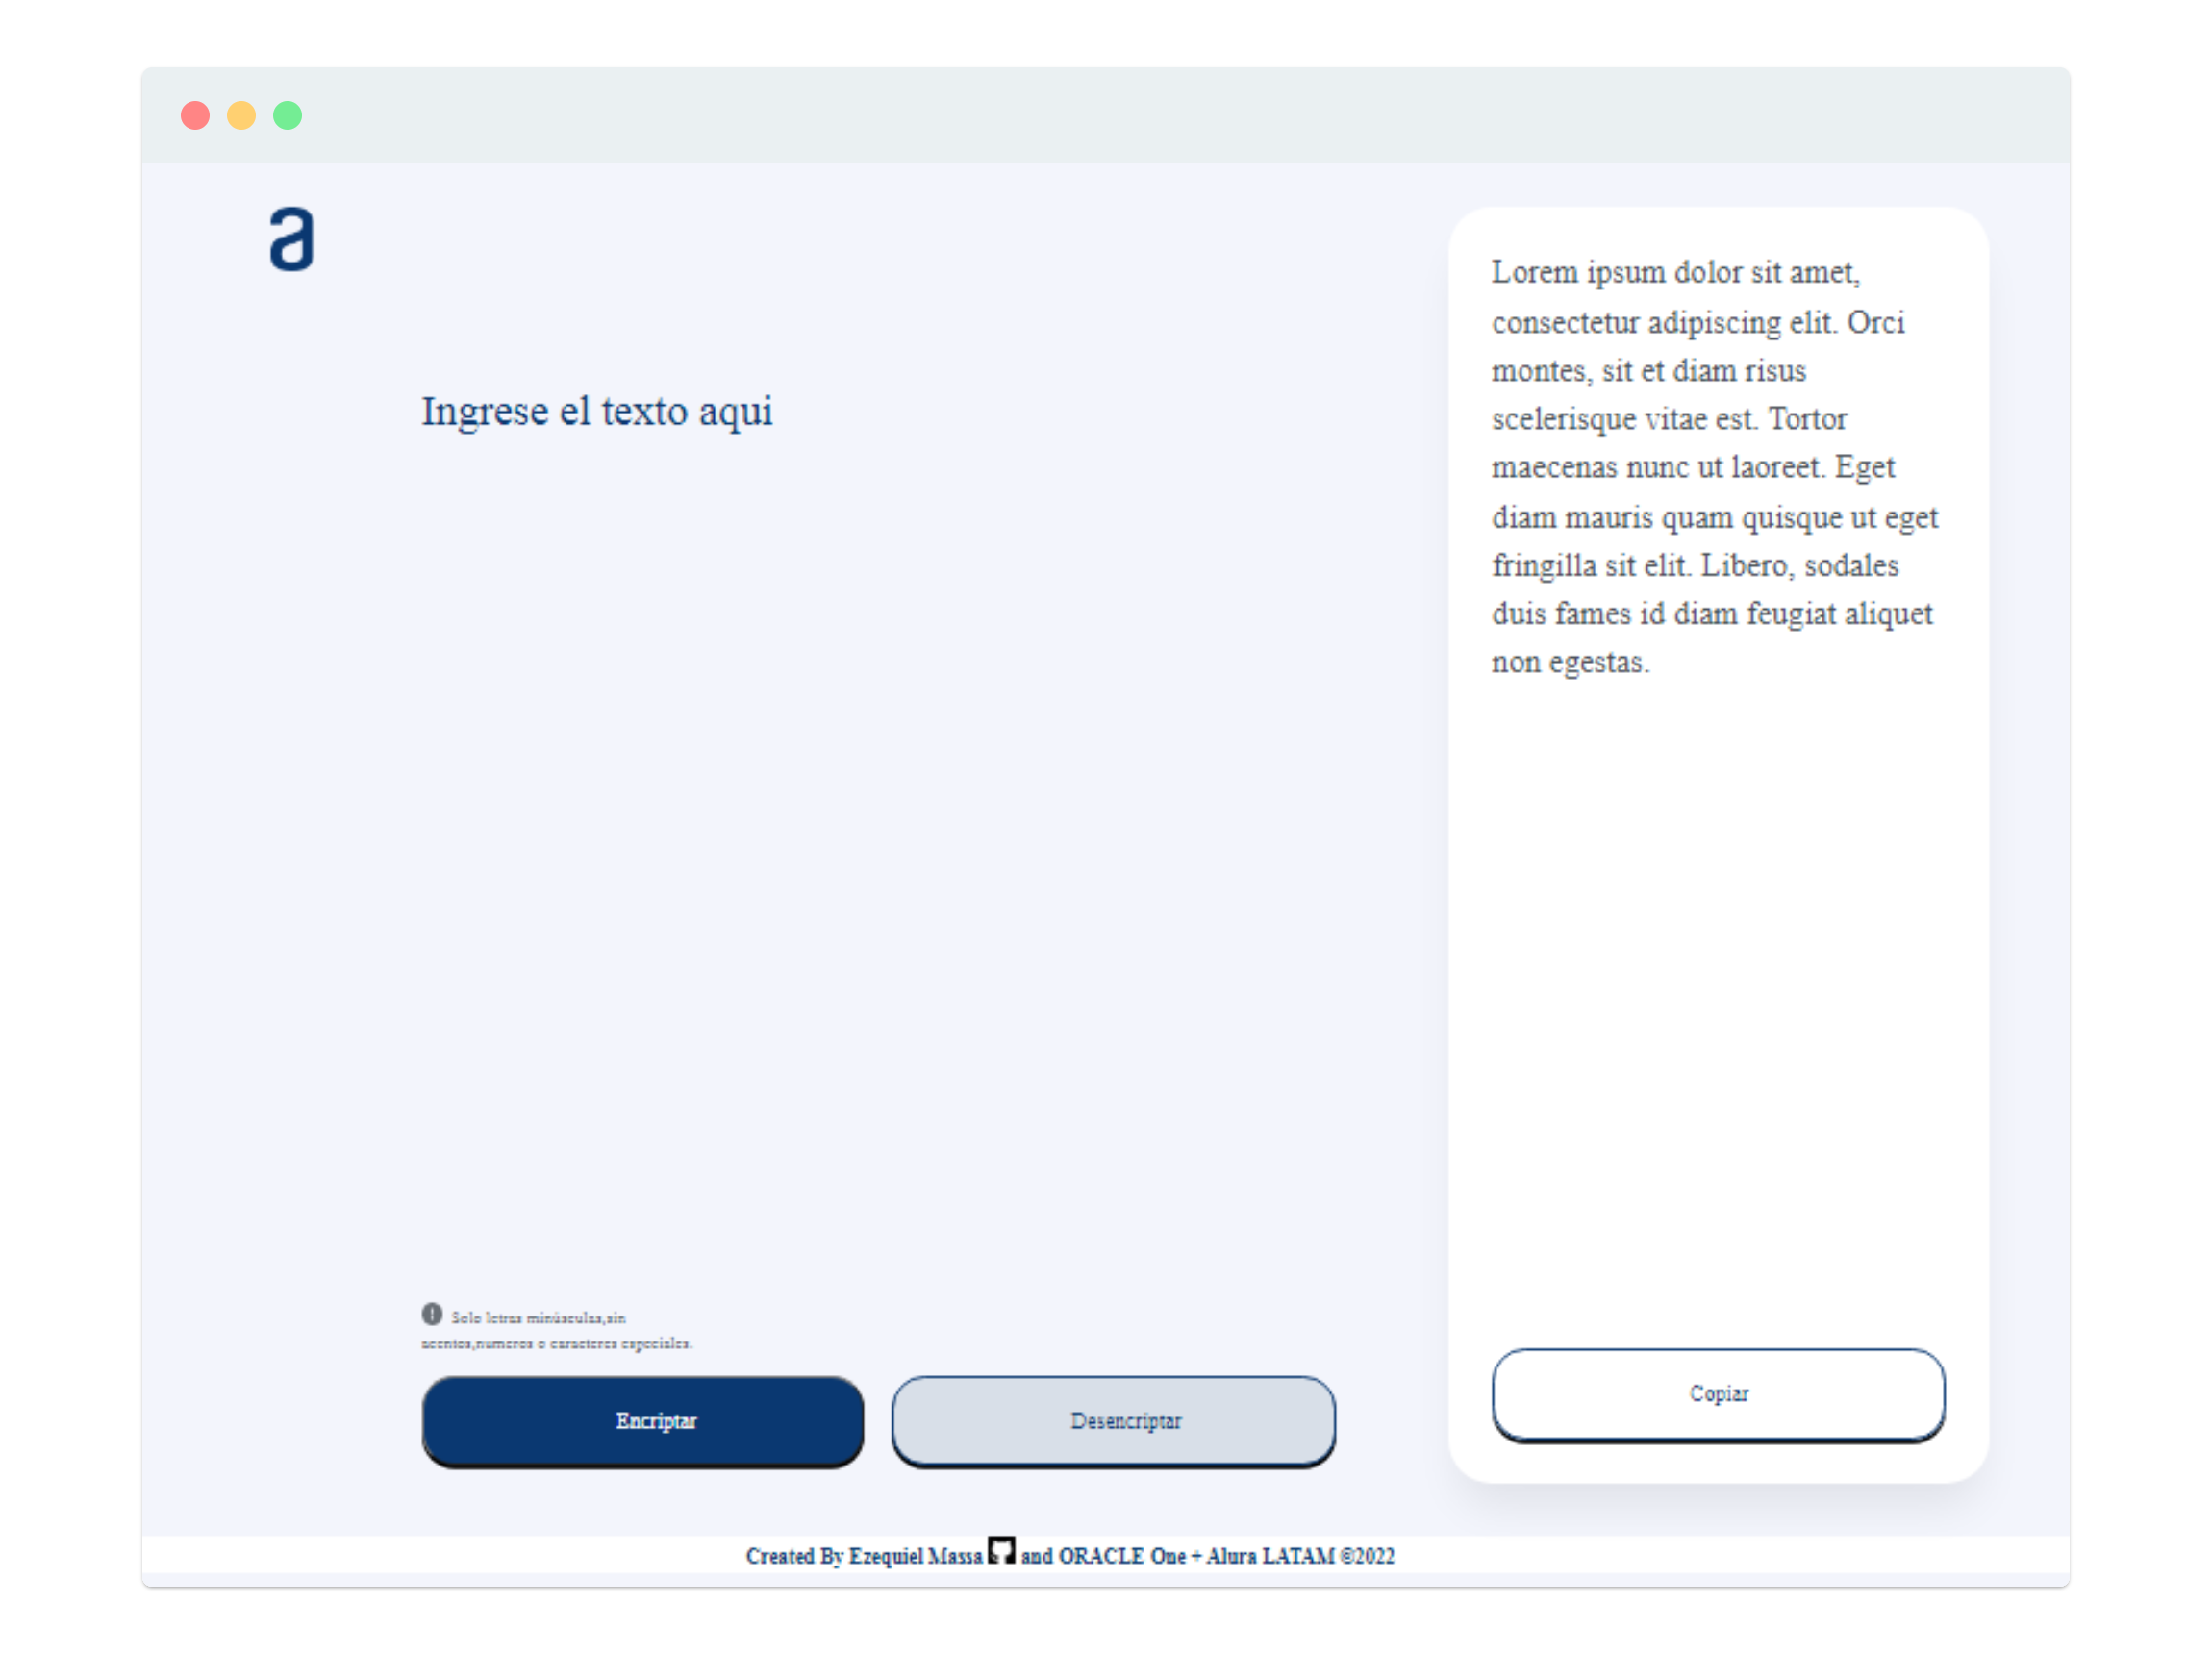 a
Ingrese el texto aqui
Solo letras minúsculas,sin
acentos,numeros o caracteres especiales.
Encriptar
Desencriptar
Lorem ipsum dolor sit amet,
consectetur adipiscing elit. Orci
montes, sit et diam risus
scelerisque vitae est. Tortor
maecenas nunc ut laoreet. Eget
diam mauris quam quisque ut eget
fringilla sit elit. Libero, sodales
duis fames id diam feugiat aliquet
non egestas.
Copiar
Created By Ezequiel Massa and ORACLE One + Alura LATAM ©2022